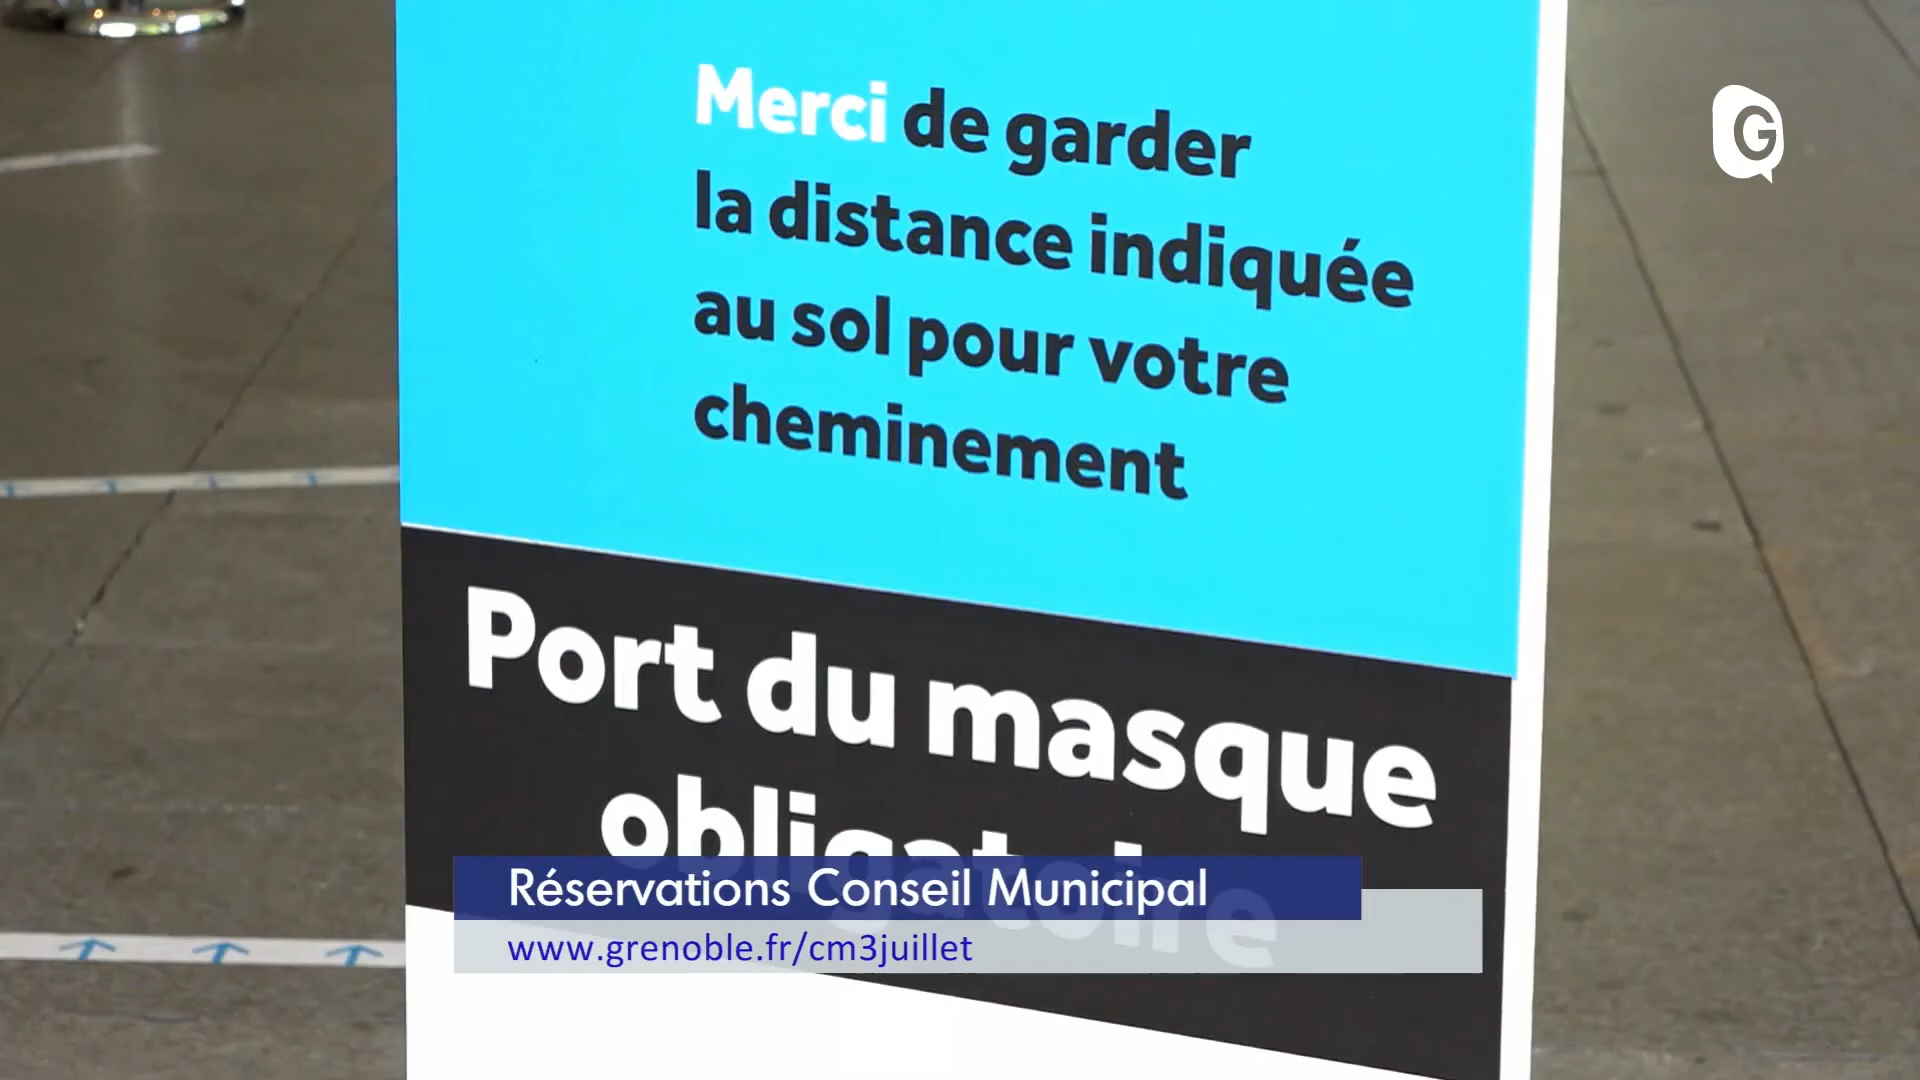 G
Merci de garder
la distance indiquée
au sol pour votre
cheminement
Port du masque
obligatoire
Réservations Conseil Municipal
www.grenoble.fr/cm3juillet